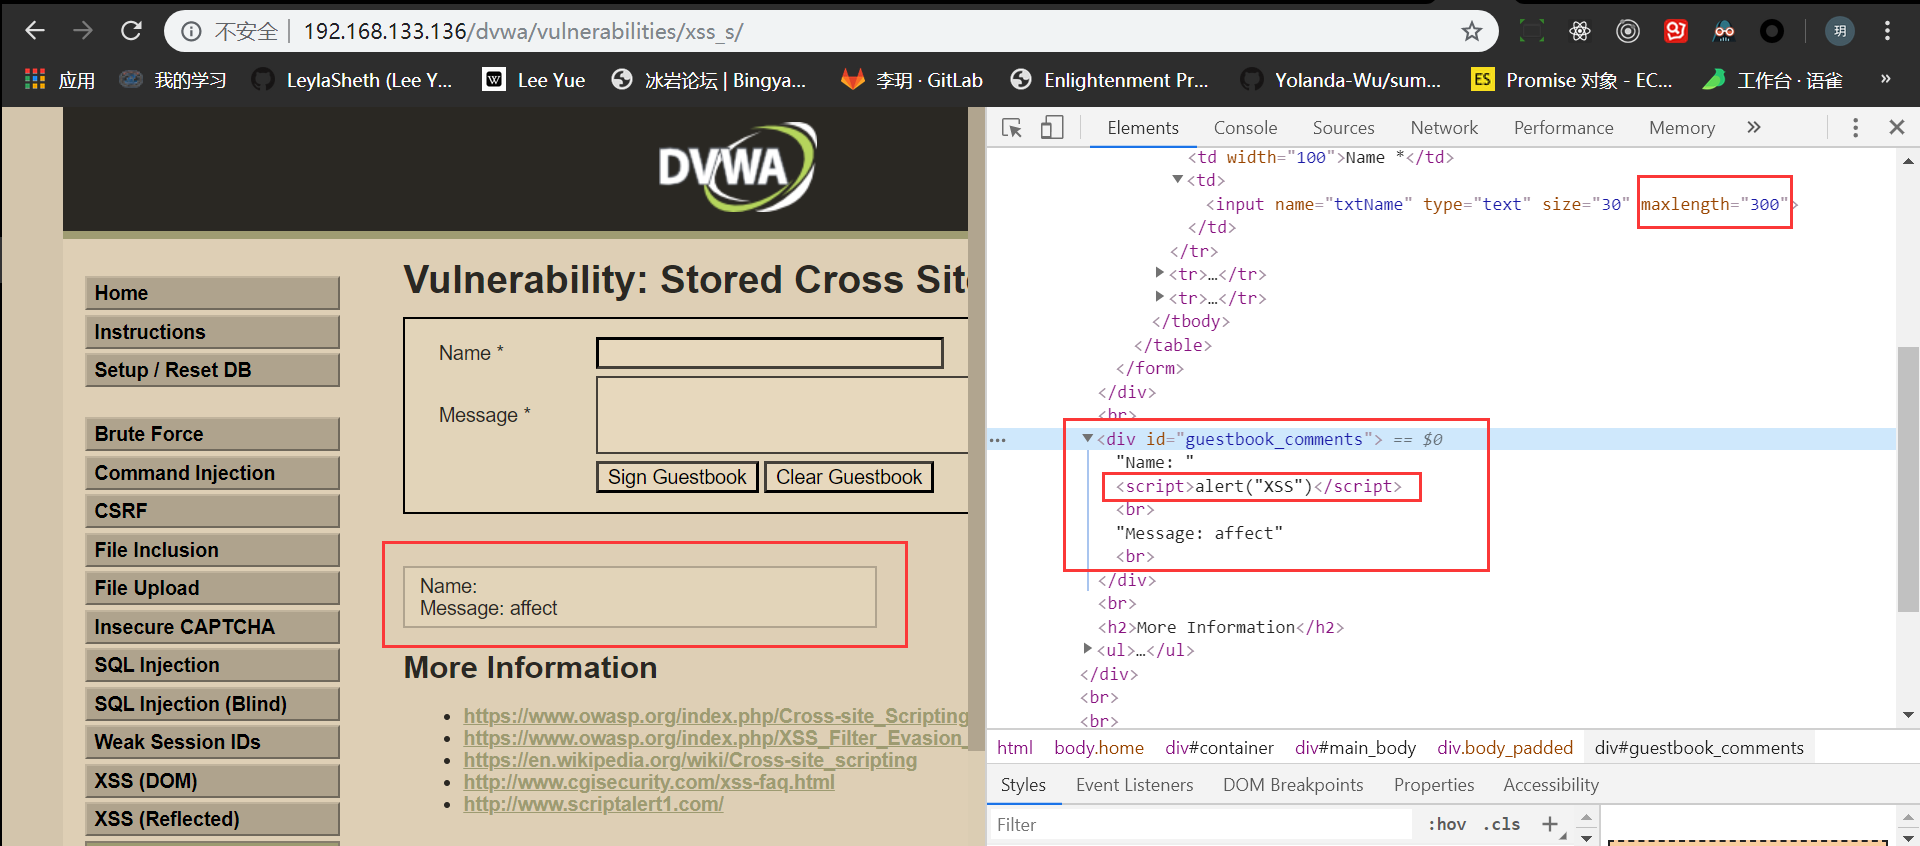 不安全 192.168.133.136/dvwa/vulnerabilities/xss_s/
玥
应用 我的学习 LeylaSheth (Lee Y... Lee Yue 冰岩论坛 | Bingya... 李玥 · GitLab Enlightenment Pr... Yolanda-Wu/sum... ES Promise 对象 - EC... 工作台 · 语雀 »
DVWA
Home
Instructions
Setup / Reset DB
Brute Force
Command Injection
CSRF
File Inclusion
File Upload
Insecure CAPTCHA
SQL Injection
SQL Injection (Blind)
Weak Session IDs
XSS (DOM)
XSS (Reflected)
Vulnerability: Stored Cross Site
Name *
Message *
Sign Guestbook Clear Guestbook
Name:
Message: affect
More Information
https://www.owasp.org/index.php/Cross-site_Scripting
https://www.owasp.org/index.php/XSS_Filter_Evasion_
https://en.wikipedia.org/wiki/Cross-site_scripting
http://www.cgisecurity.com/xss-faq.html
http://www.scriptalert1.com/
Elements Console Sources Network Performance Memory »
<td width="100">Name *</td>
<td>
<input name="txtName" type="text" size="30" maxlength="300">
</td>
</tr>
<tr>…</tr>
<tr>…</tr>
</tbody>
</table>
</form>
</div>
<br>
<div id="guestbook_comments"> == $0
"Name: "
<script>alert("XSS")</script>
<br>
"Message: affect"
<br>
</div>
<br>
<h2>More Information</h2>
<ul>…</ul>
</div>
<br>
<br>
html body.home div#container div#main_body div.body_padded div#guestbook_comments
Styles Event Listeners DOM Breakpoints Properties Accessibility
Filter :hov .cls +